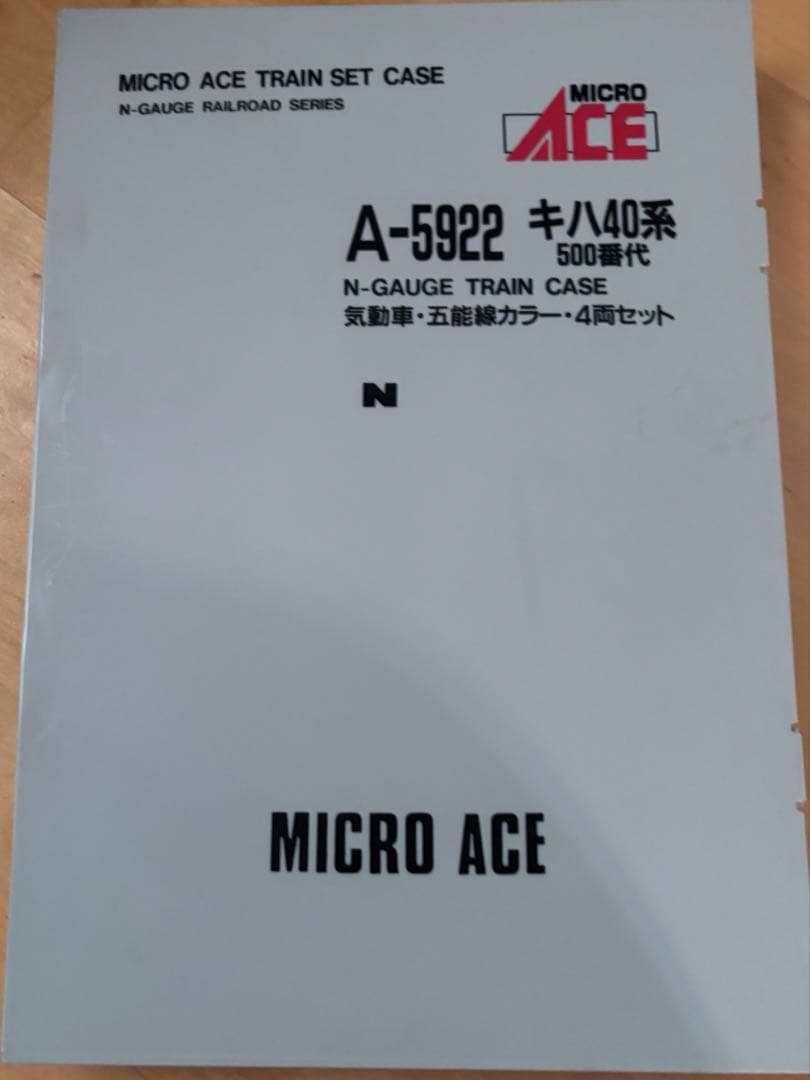 MICRO ACE TRAIN SET CASE
N-GAUGE RAILROAD SERIES
MICRO
ACE
A-5922 キハ40系
500番代
N-GAUGE TRAIN CASE
気動車・五能線カラー・4両セット
N
MICRO ACE